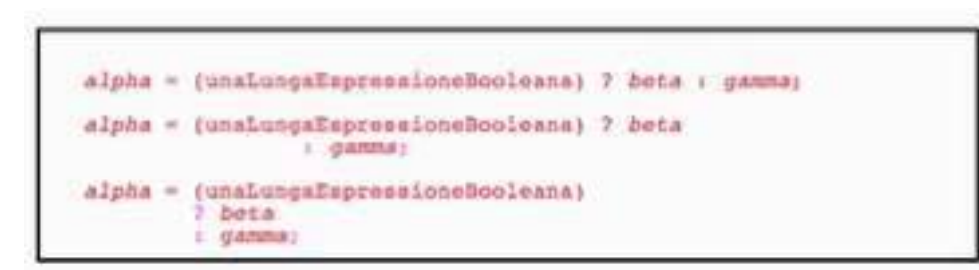 alpha = (unaLungaEspressioneBooleana) ? beta : gamma;
alpha = (unaLungaEspressioneBooleana) ? beta
: gamma;
alpha = (unaLungaEspressioneBooleana)
? beta
: gamma;